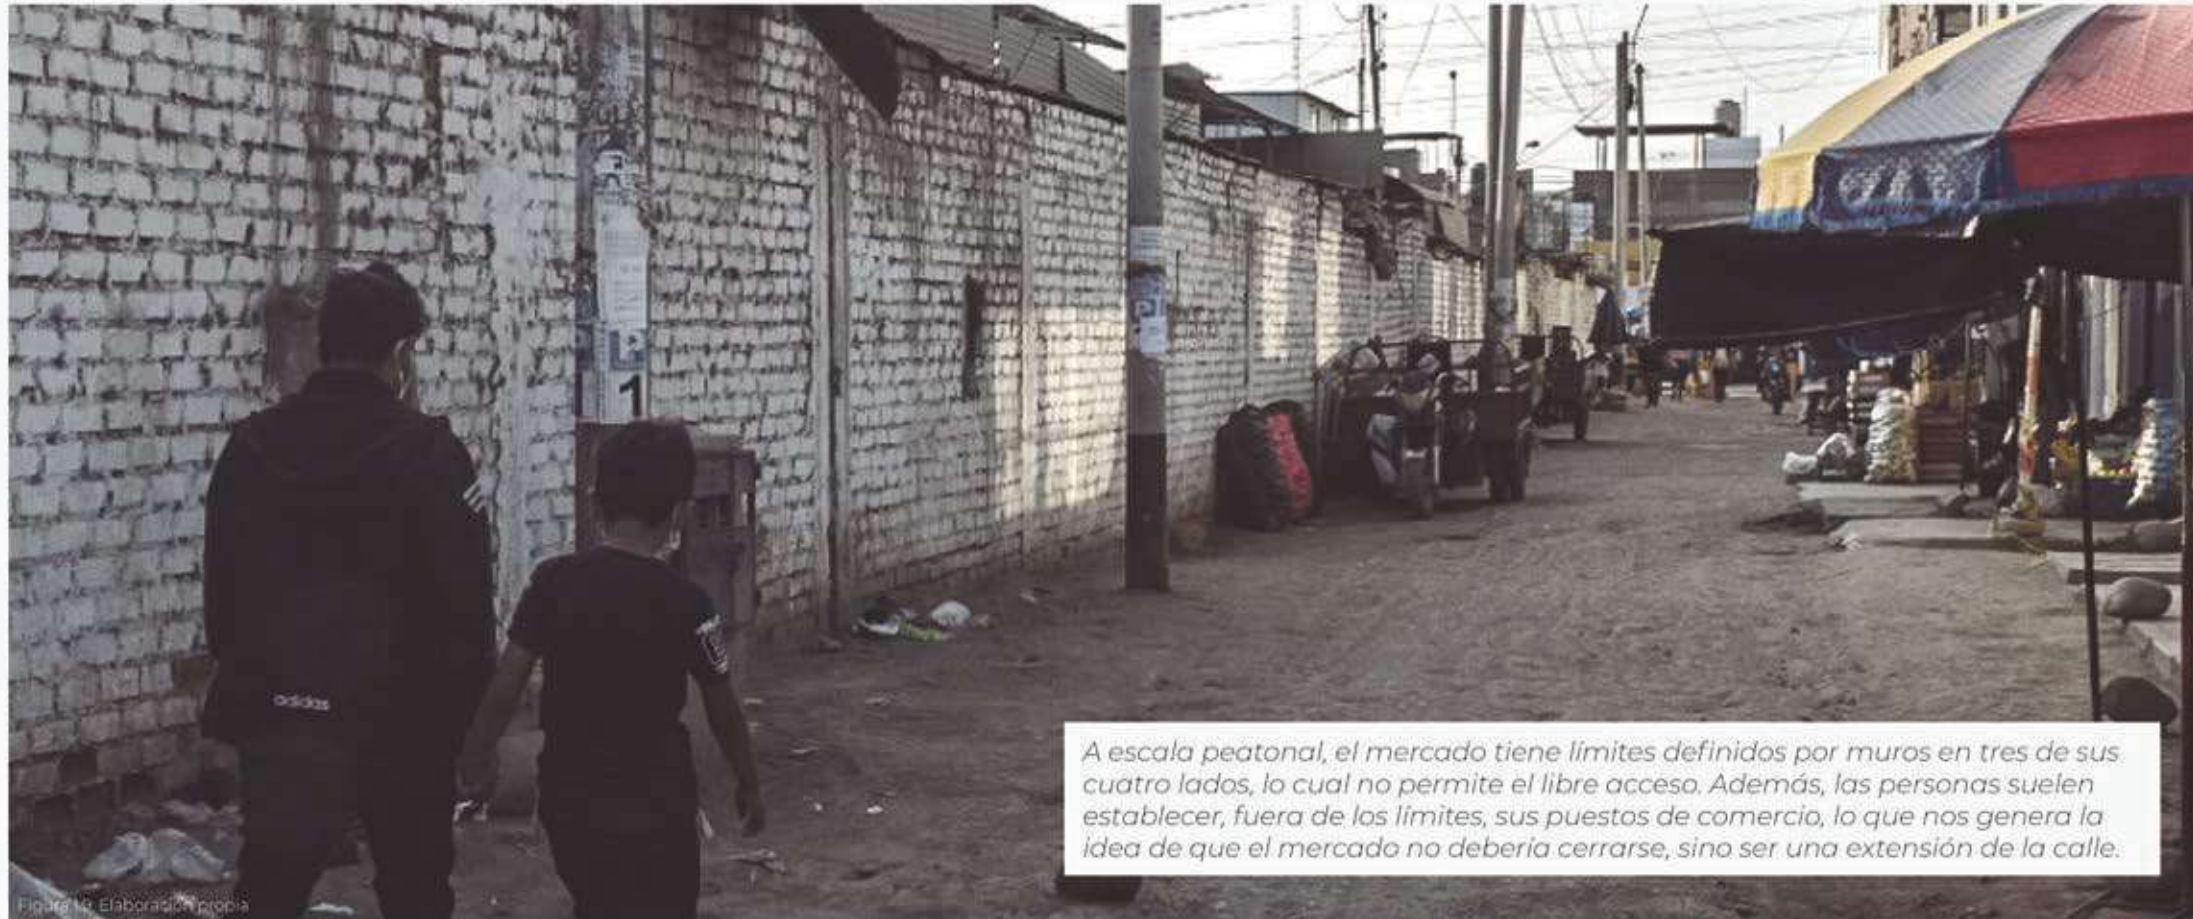 1
adidas
A escala peatonal, el mercado tiene límites definidos por muros en tres de sus
cuatro lados, lo cual no permite el libre acceso. Además, las personas suelen
establecer, fuera de los límites, sus puestos de comercio, lo que nos genera la
idea de que el mercado no debería cerrarse, sino ser una extensión de la calle.
Elaboración propia